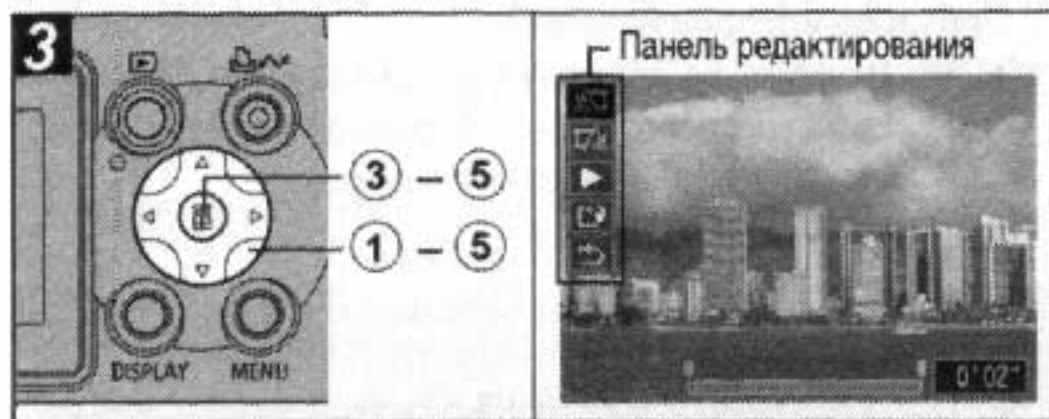 3
Панель редактирования
③ – ⑤
① – ⑤
DISPLAY
MENU
0'02"